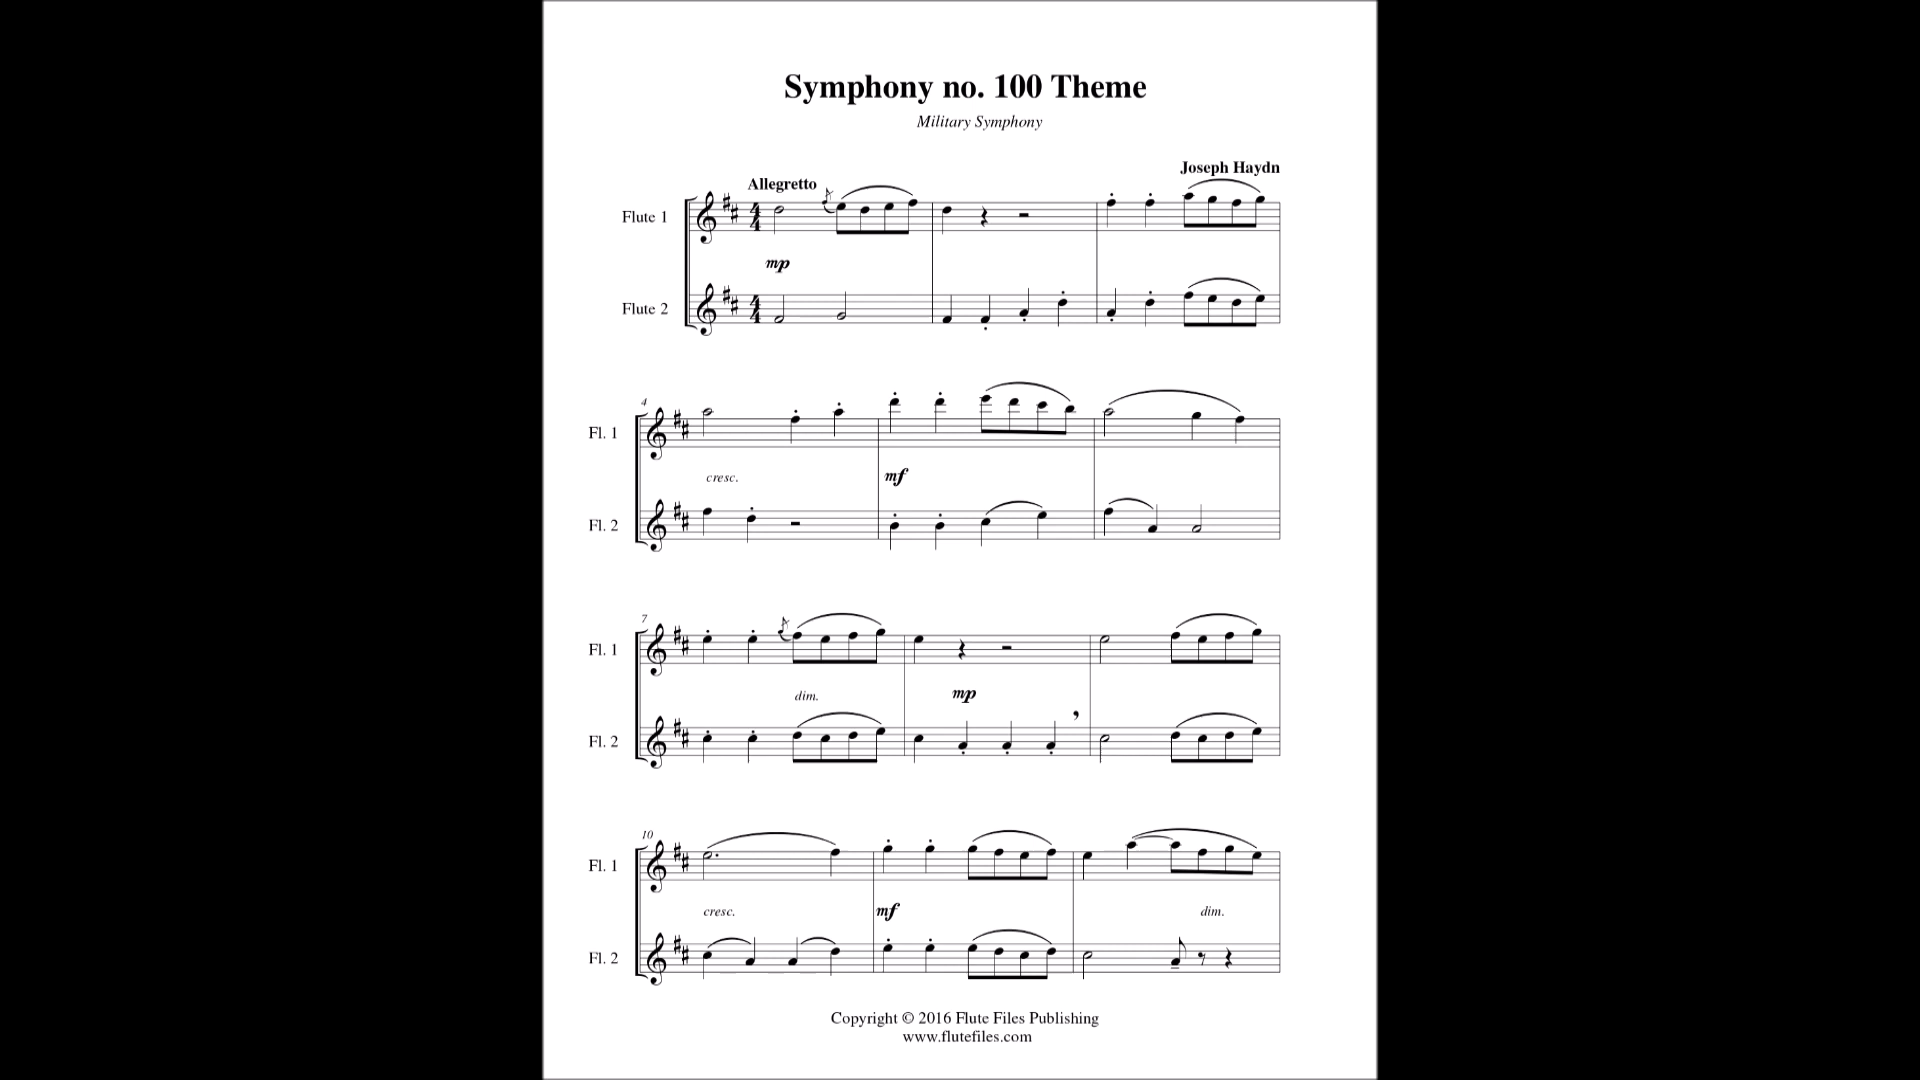 Symphony no. 100 Theme
Military Symphony
Joseph Haydn
Allegretto
Flute 1
mp
Flute 2
4
Fl. 1
cresc.
mf
Fl. 2
7
Fl. 1
dim.
mp
Fl. 2
10
Fl. 1
cresc.
mf
dim.
Fl. 2
Copyright © 2016 Flute Files Publishing
www.flutefiles.com